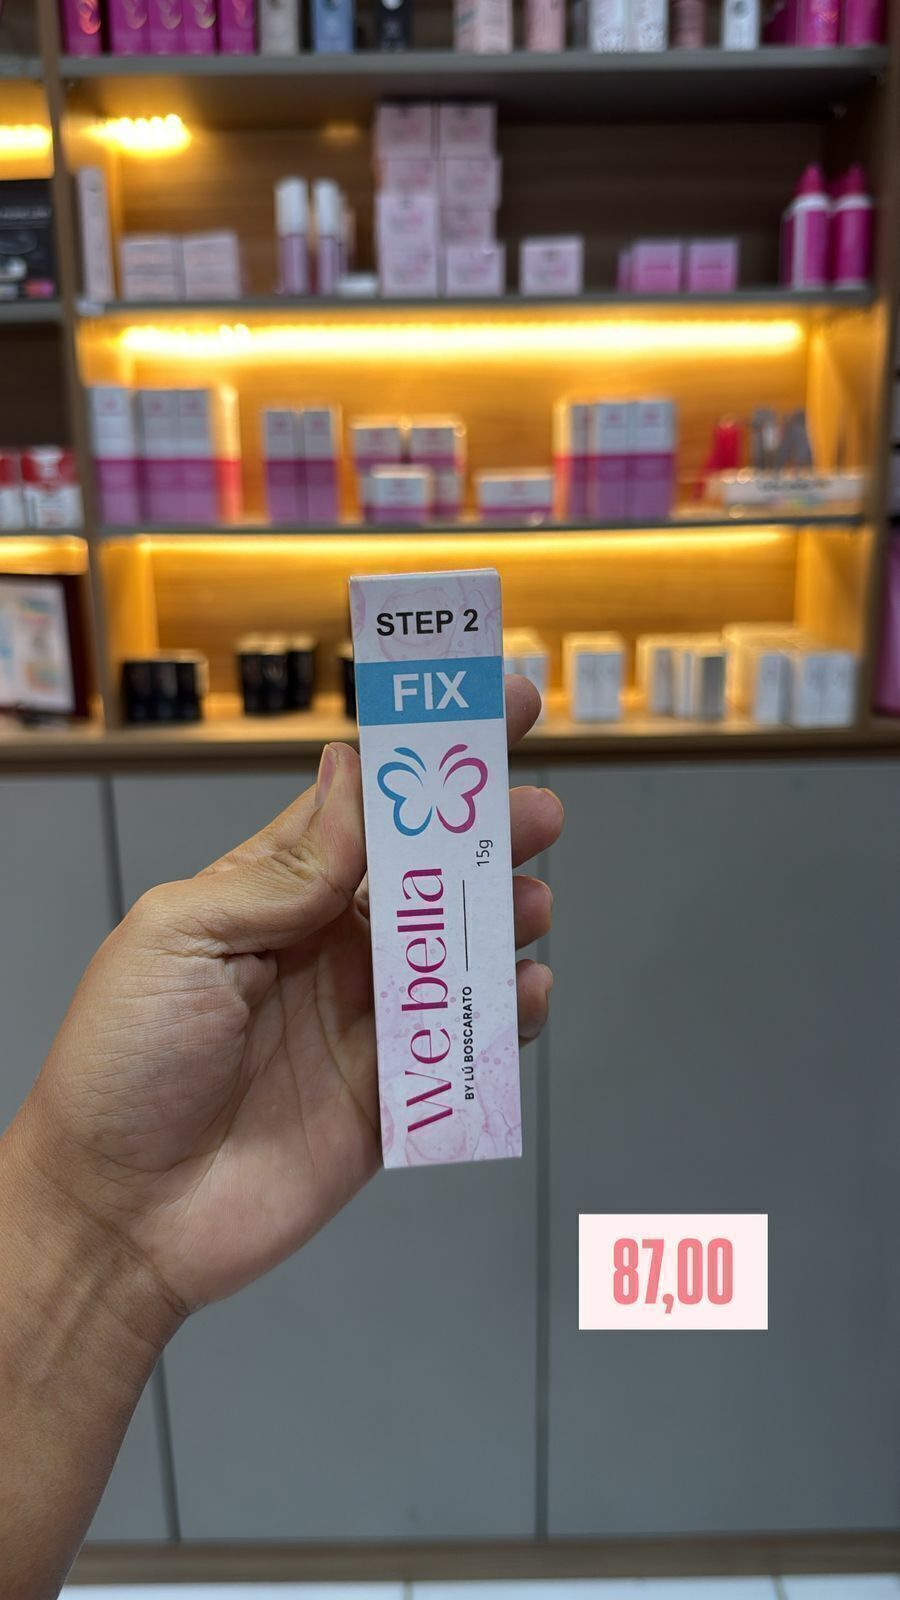 STEP 2
FIX
15g
We bella
BY LÚ BOSCARATO
87,00